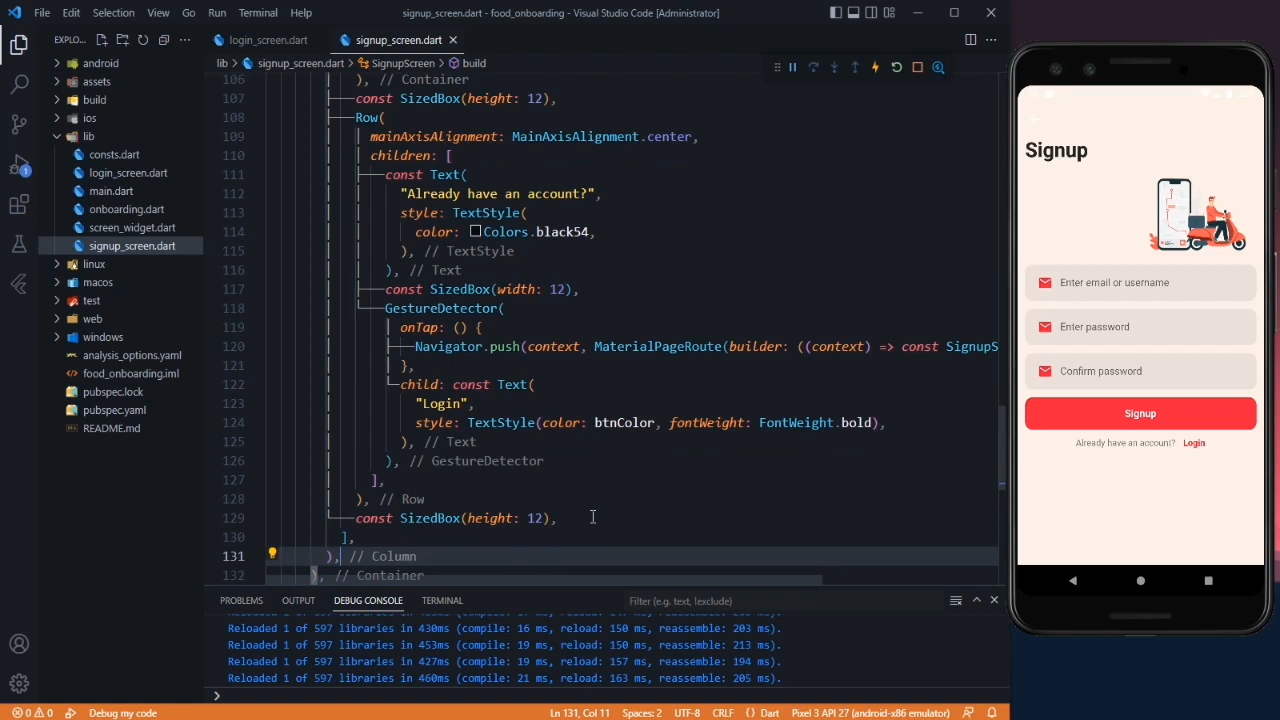 File Edit Selection View Go Run Terminal Help
signup_screen.dart - food_onboarding - Visual Studio Code [Administrator]
EXPLO...
login_screen.dart
signup_screen.dart
lib > signup_screen.dart > SignupScreen > build
android
assets
build
ios
lib
consts.dart
login_screen.dart
main.dart
onboarding.dart
screen_widget.dart
signup_screen.dart
linux
macos
test
web
windows
analysis_options.yaml
food_onboarding.iml
pubspec.lock
pubspec.yaml
README.md
1
106 ), // Container
107 const SizedBox(height: 12),
108 Row(
109 mainAxisAlignment: MainAxisAlignment.center,
110 children: [
111 const Text(
112 "Already have an account?",
113 style: TextStyle(
114 color: Colors.black54,
115 ), // TextStyle
116 ), // Text
117 const SizedBox(width: 12),
118 GestureDetector(
119 onTap: () {
120 Navigator.push(context, MaterialPageRoute(builder: ((context) => const SignupS
121 },
122 child: const Text(
123 "Login",
124 style: TextStyle(color: btnColor, fontWeight: FontWeight.bold),
125 ), // Text
126 ), // GestureDetector
127 ],
128 ), // Row
129 const SizedBox(height: 12),
130 ],
131 ), // Column
132 ), // Container
PROBLEMS OUTPUT DEBUG CONSOLE TERMINAL
Filter (e.g. text, !exclude)
Reloaded 1 of 597 libraries in 430ms (compile: 16 ms, reload: 150 ms, reassemble: 203 ms).
Reloaded 1 of 597 libraries in 453ms (compile: 19 ms, reload: 150 ms, reassemble: 213 ms).
Reloaded 1 of 597 libraries in 427ms (compile: 19 ms, reload: 157 ms, reassemble: 194 ms).
Reloaded 1 of 597 libraries in 460ms (compile: 21 ms, reload: 163 ms, reassemble: 205 ms).
>
0 0 Debug my code
Ln 131, Col 11 Spaces: 2 UTF-8 CRLF {} Dart Pixel 3 API 27 (android-x86 emulator)
Signup
Enter email or username
Enter password
Confirm password
Signup
Already have an account? Login